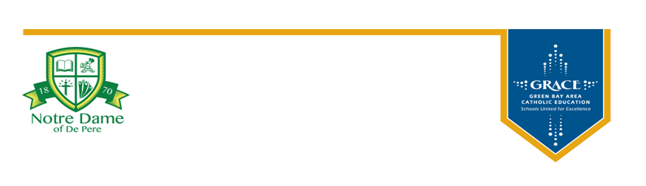 18 70
Notre Dame
of De Pere
GRACE
GREEN BAY AREA
CATHOLIC EDUCATION
Schools United For Excellence